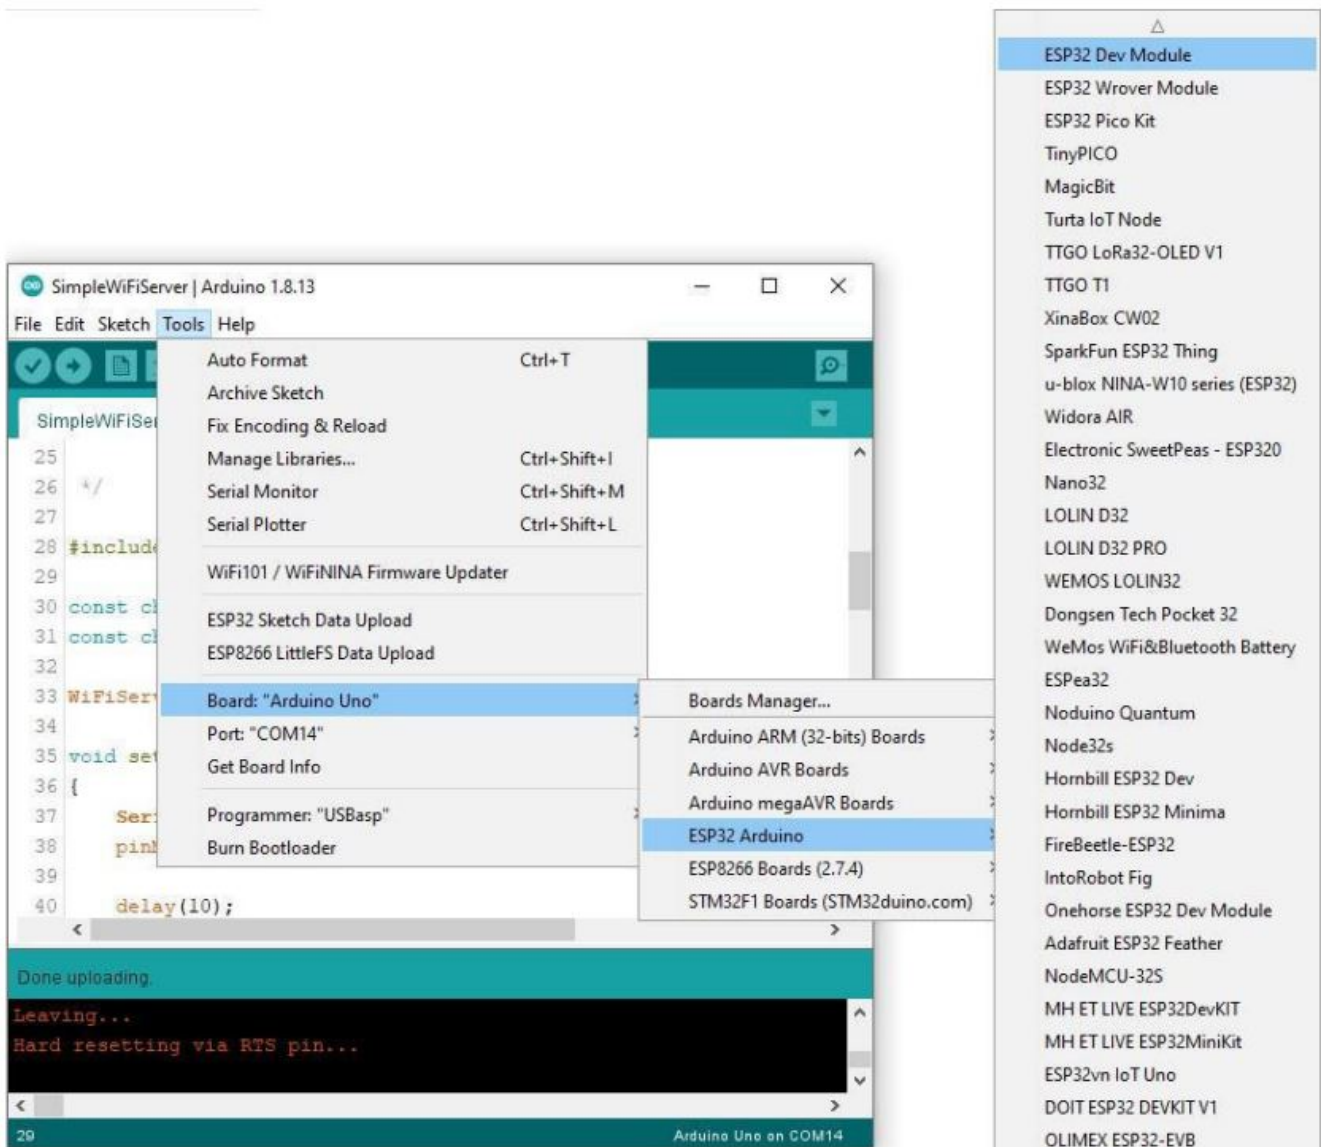 SimpleWiFiServer | Arduino 1.8.13
File Edit Sketch Tools Help
Auto Format Ctrl+T
Archive Sketch
Fix Encoding & Reload
Manage Libraries... Ctrl+Shift+I
Serial Monitor Ctrl+Shift+M
Serial Plotter Ctrl+Shift+L
WiFi101 / WiFiNINA Firmware Updater
ESP32 Sketch Data Upload
ESP8266 LittleFS Data Upload
Board: "Arduino Uno"
Port: "COM14"
Get Board Info
Programmer: "USBasp"
Burn Bootloader
SimpleWiFiSe
25
26 */
27
28 #include
29
30 const c
31 const c
32
33 WiFiSer
34
35 void set
36 {
37 Seri
38 pin
39
40 delay(10);
Done uploading.
Leaving...
Hard resetting via RTS pin...
29 Arduino Uno on COM14
Boards Manager...
Arduino ARM (32-bits) Boards
Arduino AVR Boards
Arduino megaAVR Boards
ESP32 Arduino
ESP8266 Boards (2.7.4)
STM32F1 Boards (STM32duino.com)
ESP32 Dev Module
ESP32 Wrover Module
ESP32 Pico Kit
TinyPICO
MagicBit
Turta IoT Node
TTGO LoRa32-OLED V1
TTGO T1
XinaBox CW02
SparkFun ESP32 Thing
u-blox NINA-W10 series (ESP32)
Widora AIR
Electronic SweetPeas - ESP320
Nano32
LOLIN D32
LOLIN D32 PRO
WEMOS LOLIN32
Dongsen Tech Pocket 32
WeMos WiFi&Bluetooth Battery
ESPea32
Noduino Quantum
Node32s
Hornbill ESP32 Dev
Hornbill ESP32 Minima
FireBeetle-ESP32
IntoRobot Fig
Onehorse ESP32 Dev Module
Adafruit ESP32 Feather
NodeMCU-32S
MH ET LIVE ESP32DevKIT
MH ET LIVE ESP32MiniKit
ESP32vn IoT Uno
DOIT ESP32 DEVKIT V1
OLIMEX ESP32-EVB